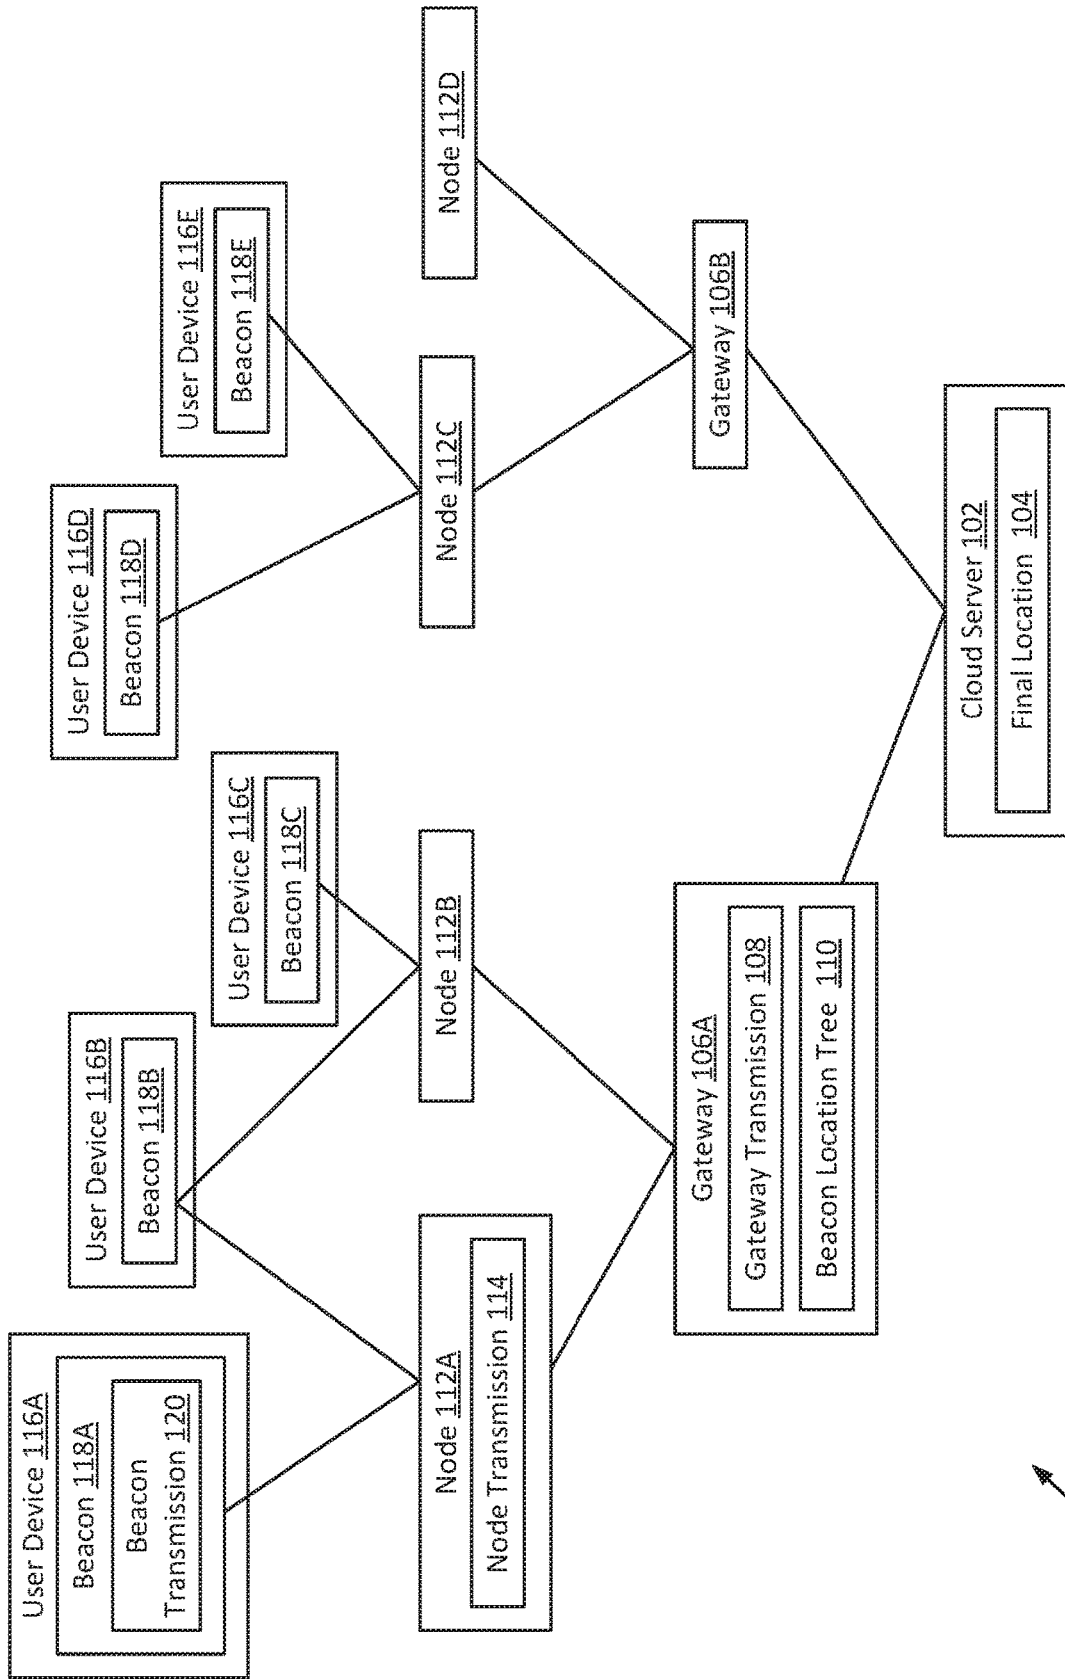 User Device 116A
Beacon 118A
Beacon
Transmission 120
User Device 116B
Beacon 118B
User Device 116C
Beacon 118C
User Device 116D
Beacon 118D
User Device 116E
Beacon 118E
Node 112A
Node Transmission 114
Node 112B
Node 112C
Node 112D
Gateway 106A
Gateway Transmission 108
Beacon Location Tree 110
Gateway 106B
Cloud Server 102
Final Location 104